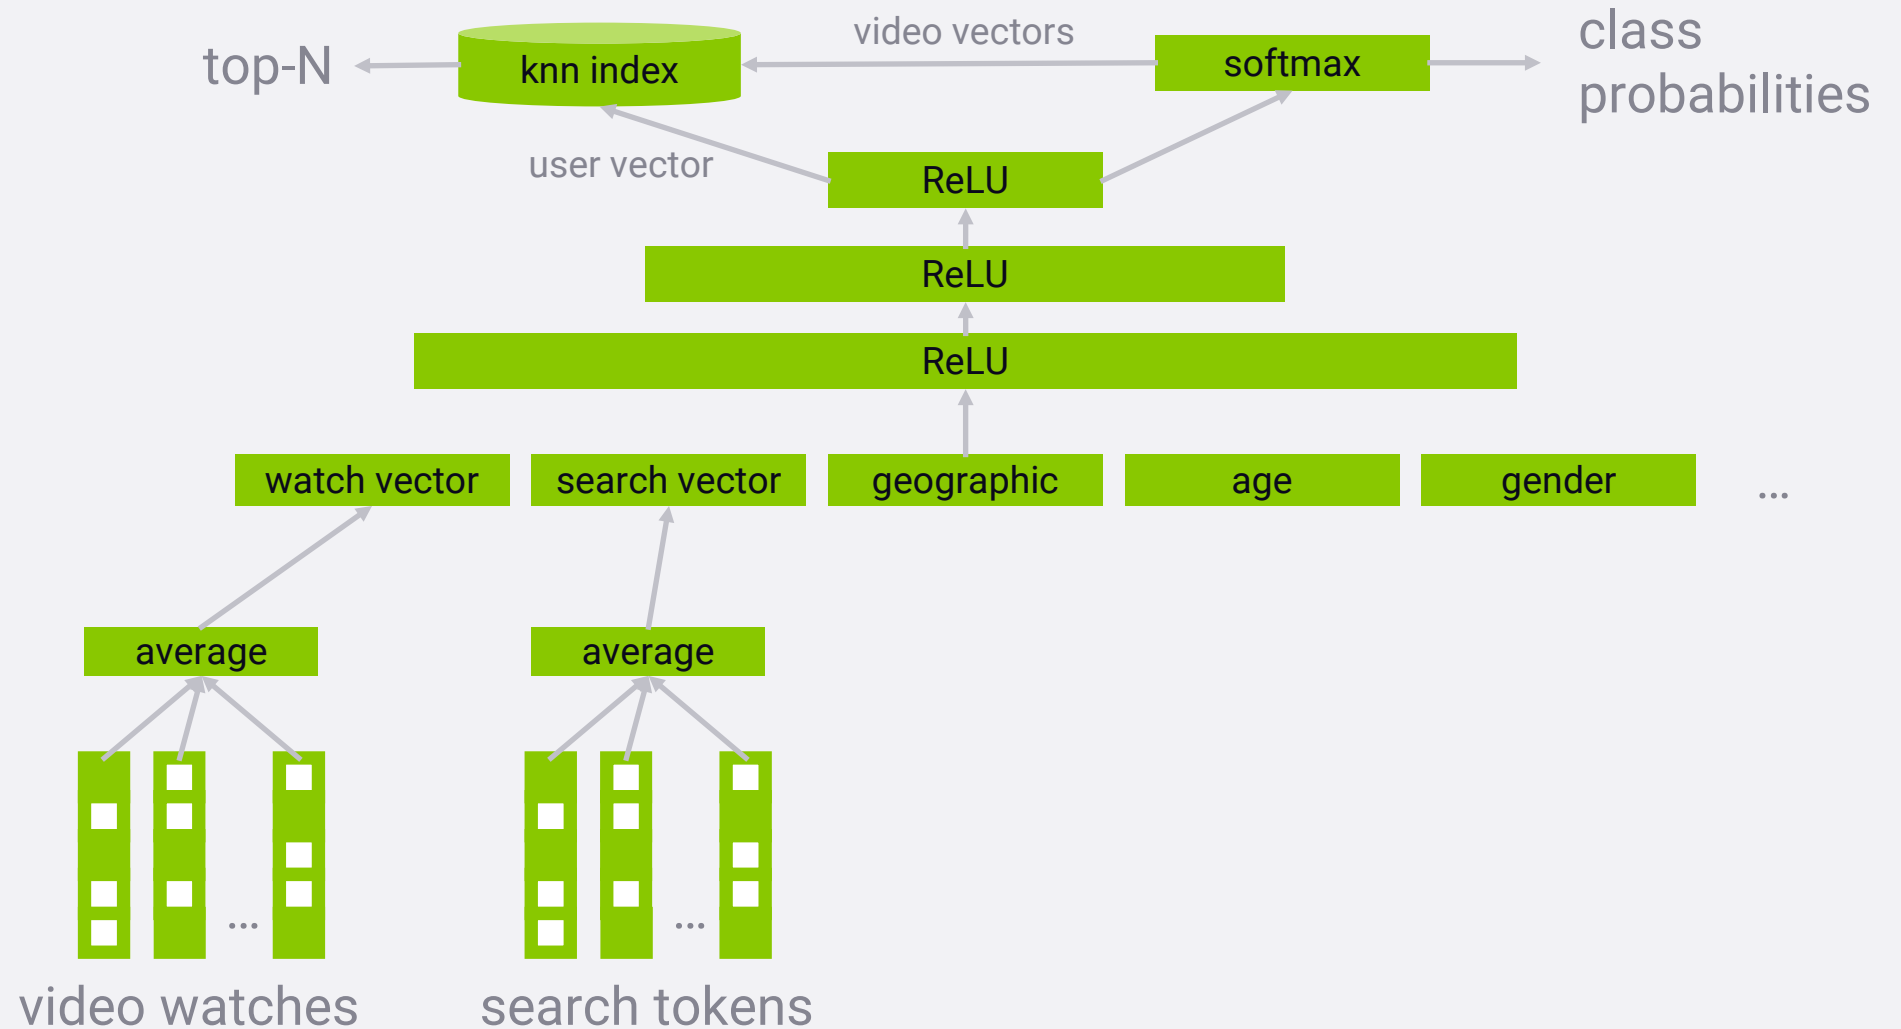 top-N
knn index
video vectors
softmax
class
probabilities
user vector
ReLU
ReLU
ReLU
watch vector
search vector
geographic
age
gender
...
average
average
...
...
video watches
search tokens